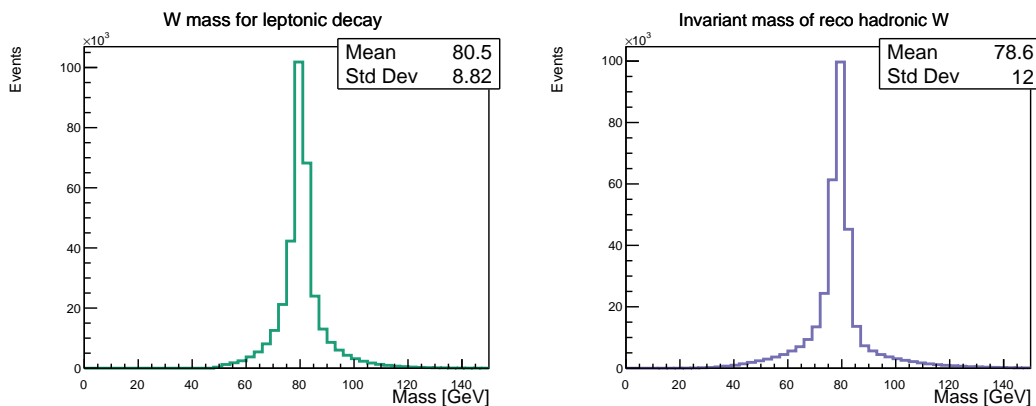 W mass for leptonic decay
×10³
Mean 80.5
Std Dev 8.82
Events
100
80
60
40
20
0
0 20 40 60 80 100 120 140
Mass [GeV]
Invariant mass of reco hadronic W
×10³
Mean 78.6
Std Dev 12
Events
100
80
60
40
20
0
0 20 40 60 80 100 120 140
Mass [GeV]